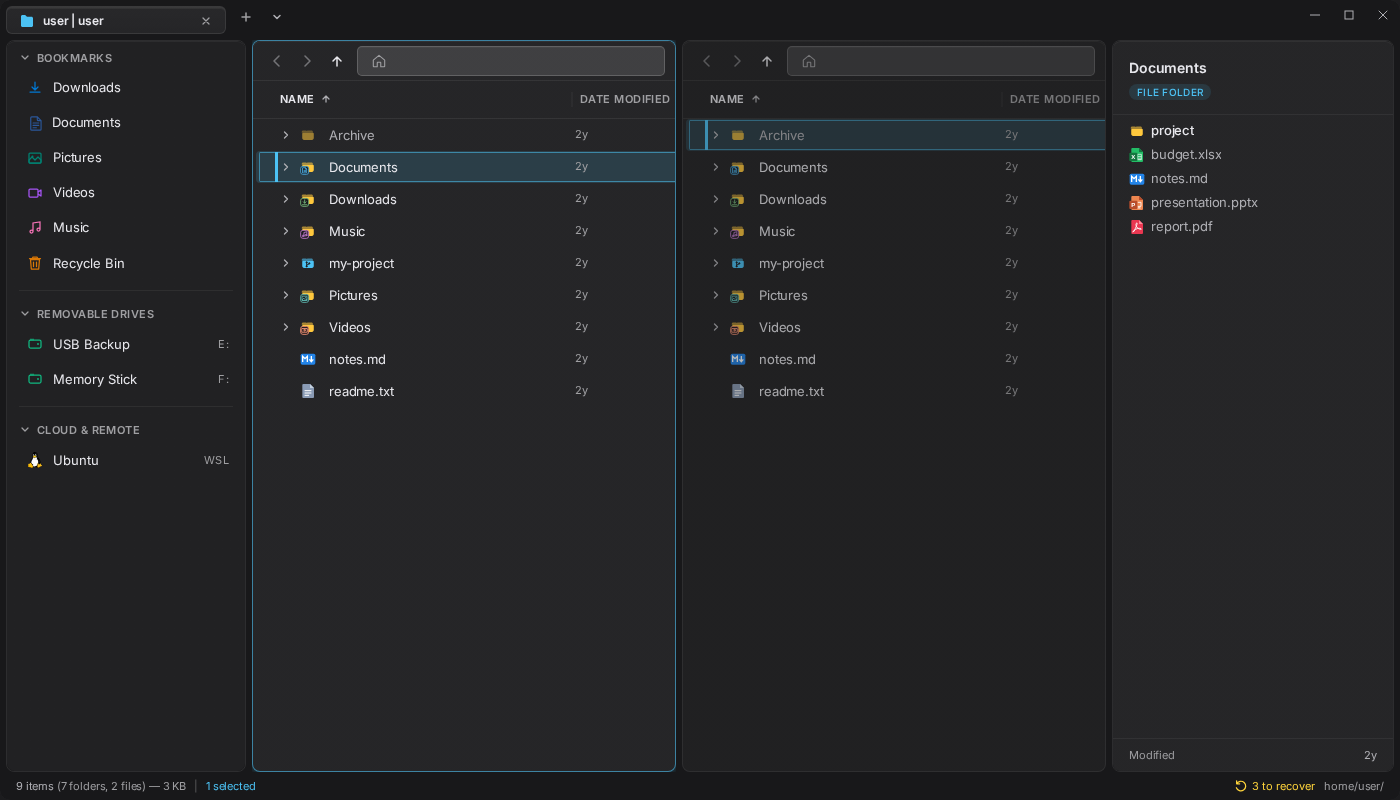 user | user
BOOKMARKS
Downloads
Documents
Pictures
Videos
Music
Recycle Bin
REMOVABLE DRIVES
USB Backup E:
Memory Stick F:
CLOUD & REMOTE
Ubuntu WSL
NAME DATE MODIFIED
Archive 2y
Documents 2y
Downloads 2y
Music 2y
my-project 2y
Pictures 2y
Videos 2y
notes.md 2y
readme.txt 2y
NAME DATE MODIFIED
Archive 2y
Documents 2y
Downloads 2y
Music 2y
my-project 2y
Pictures 2y
Videos 2y
notes.md 2y
readme.txt 2y
Documents
FILE FOLDER
project
budget.xlsx
notes.md
presentation.pptx
report.pdf
Modified 2y
9 items (7 folders, 2 files) — 3 KB | 1 selected
3 to recover home/user/